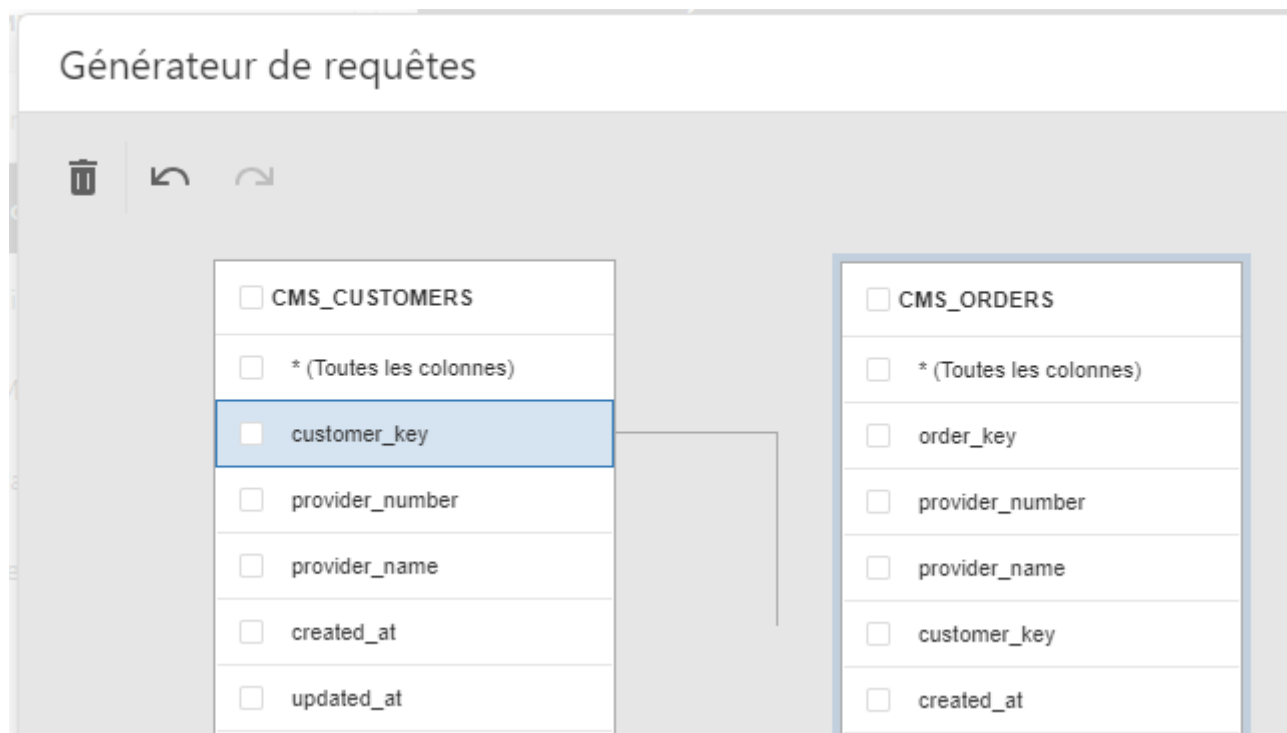 Générateur de requêtes
CMS_CUSTOMERS
* (Toutes les colonnes)
customer_key
provider_number
provider_name
created_at
updated_at
CMS_ORDERS
* (Toutes les colonnes)
order_key
provider_number
provider_name
customer_key
created_at